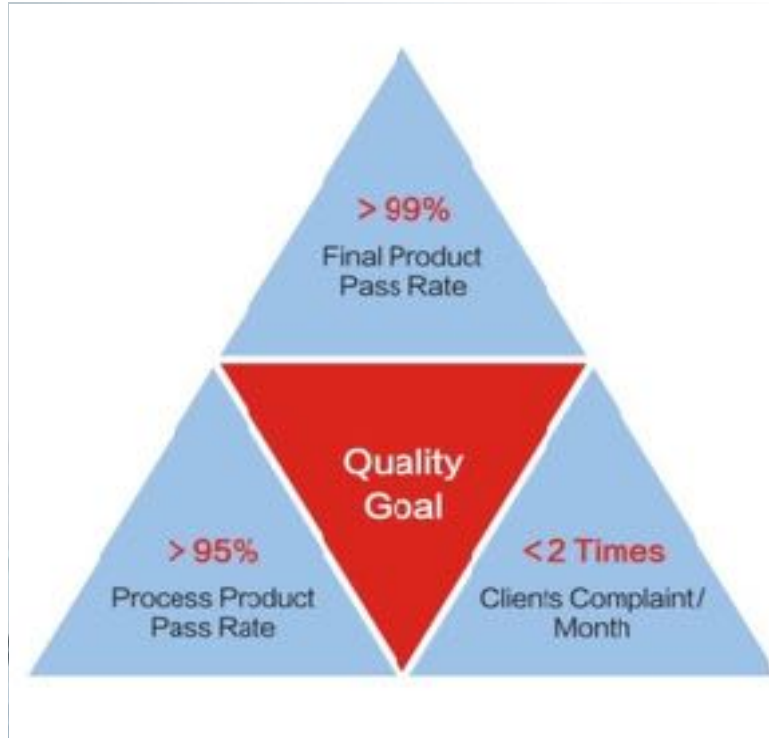 > 99%
Final Product
Pass Rate
Quality
Goal
> 95%
Process Product
Pass Rate
< 2 Times
Clients Complaint/
Month